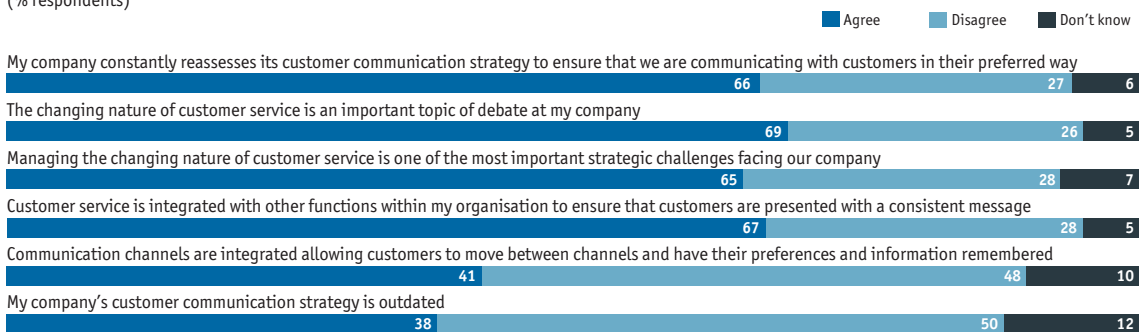 (% respondents)
Agree Disagree Don't know
My company constantly reassesses its customer communication strategy to ensure that we are communicating with customers in their preferred way
66 27 6
The changing nature of customer service is an important topic of debate at my company
69 26 5
Managing the changing nature of customer service is one of the most important strategic challenges facing our company
65 28 7
Customer service is integrated with other functions within my organisation to ensure that customers are presented with a consistent message
67 28 5
Communication channels are integrated allowing customers to move between channels and have their preferences and information remembered
41 48 10
My company’s customer communication strategy is outdated
38 50 12